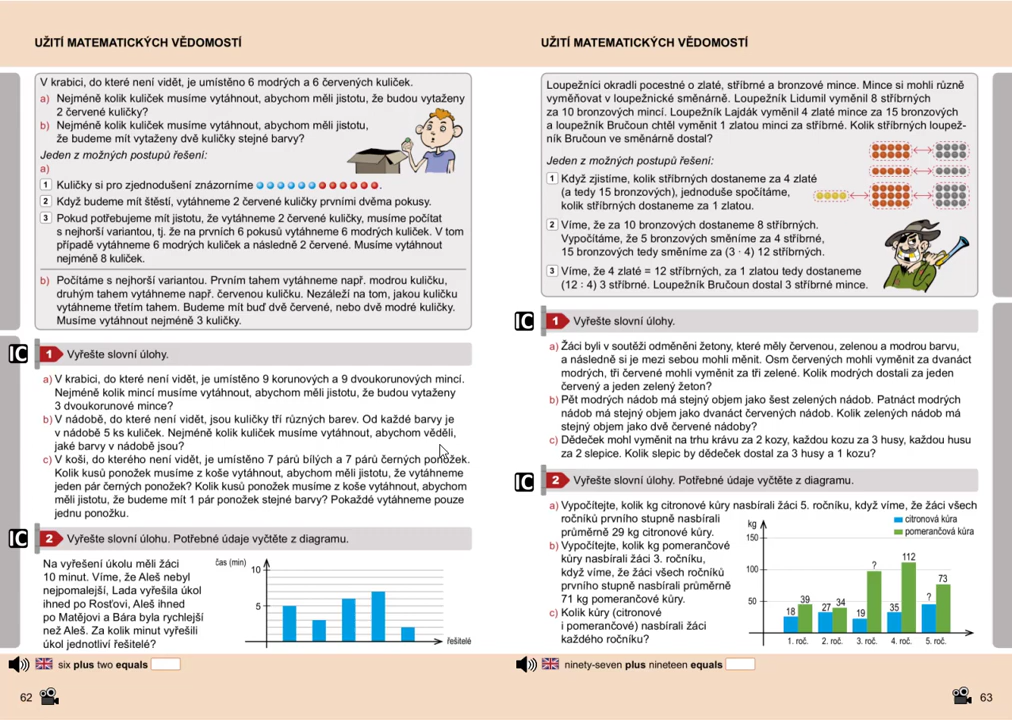 UŽITÍ MATEMATICKÝCH VĚDOMOSTÍ
V krabici, do které není vidět, je umístěno 6 modrých a 6 červených kuliček.
a) Nejméně kolik kuliček musíme vytáhnout, abychom měli jistotu, že budou vytaženy
2 červené kuličky?
b) Nejméně kolik kuliček musíme vytáhnout, abychom měli jistotu,
že budeme mít vytaženy dvě kuličky stejné barvy?
Jeden z možných postupů řešení:
a)
1 Kuličky si pro zjednodušení znázorníme
2 Když budeme mít štěstí, vytáhneme 2 červené kuličky prvními dvěma pokusy.
3 Pokud potřebujeme mít jistotu, že vytáhneme 2 červené kuličky, musíme počítat
s nejhorší variantou, tj. že na prvních 6 pokusů vytáhneme 6 modrých kuliček. V tom
případě vytáhneme 6 modrých kuliček a následně 2 červené. Musíme vytáhnout
nejméně 8 kuliček.
b) Počítáme s nejhorší variantou. Prvním tahem vytáhneme např. modrou kuličku,
druhým tahem vytáhneme např. červenou kuličku. Nezáleží na tom, jakou kuličku
vytáhneme třetím tahem. Budeme mít buď dvě červené, nebo dvě modré kuličky.
Musíme vytáhnout nejméně 3 kuličky.
IC 1 Vyřešte slovní úlohy.
a) V krabici, do které není vidět, je umístěno 9 korunových a 9 dvoukorunových mincí.
Nejméně kolik mincí musíme vytáhnout, abychom měli jistotu, že budou vytaženy
3 dvoukorunové mince?
b) V nádobě, do které není vidět, jsou kuličky tří různých barev. Od každé barvy je
v nádobě 5 ks kuliček. Nejméně kolik kuliček musíme vytáhnout, abychom věděli,
jaké barvy v nádobě jsou?
c) V koši, do kterého není vidět, je umístěno 7 párů bílých a 7 párů černých ponožek.
Kolik kusů ponožek musíme z koše vytáhnout, abychom měli jistotu, že vytáhneme
jeden pár černých ponožek? Kolik kusů ponožek musíme z koše vytáhnout, abychom
měli jistotu, že budeme mít 1 pár ponožek stejné barvy? Pokaždé vytáhneme pouze
jednu ponožku.
IC 2 Vyřešte slovní úlohu. Potřebné údaje vyčtěte z diagramu.
Na vyřešení úkolu měli žáci
10 minut. Víme, že Aleš nebyl
nejpomalejší, Lada vyřešila úkol
ihned po Rosťovi, Aleš ihned
po Matějovi a Bára byla rychlejší
než Aleš. Za kolik minut vyřešili
úkol jednotliví řešitelé?
čas (min)
10
5
řešitelé
six plus two equals
62
UŽITÍ MATEMATICKÝCH VĚDOMOSTÍ
Loupežníci okradli pocestné o zlaté, stříbrné a bronzové mince. Mince si mohli různě
vyměňovat v loupežnické směnárně. Loupežník Lidumil vyměnil 8 stříbrných
za 10 bronzových mincí. Loupežník Lajdák vyměnil 4 zlaté mince za 15 bronzových
a loupežník Bručoun chtěl vyměnit 1 zlatou minci za stříbrné. Kolik stříbrných loupež-
ník Bručoun ve směnárně dostal?
Jeden z možných postupů řešení:
1 Když zjistíme, kolik stříbrných dostaneme za 4 zlaté
(a tedy 15 bronzových), jednoduše spočítáme,
kolik stříbrných dostaneme za 1 zlatou.
2 Víme, že za 10 bronzových dostaneme 8 stříbrných.
Vypočítáme, že 5 bronzových směníme za 4 stříbrné,
15 bronzových tedy směníme za (3 · 4) 12 stříbrných.
3 Víme, že 4 zlaté = 12 stříbrných, za 1 zlatou tedy dostaneme
(12 : 4) 3 stříbrné. Loupežník Bručoun dostal 3 stříbrné mince.
IC 1 Vyřešte slovní úlohy.
a) Žáci byli v soutěži odměněni žetony, které měly červenou, zelenou a modrou barvu,
a následně si je mezi sebou mohli měnit. Osm červených mohli vyměnit za dvanáct
modrých, tři červené mohli vyměnit za tři zelené. Kolik modrých dostali za jeden
červený a jeden zelený žeton?
b) Pět modrých nádob má stejný objem jako šest zelených nádob. Patnáct modrých
nádob má stejný objem jako dvanáct červených nádob. Kolik zelených nádob má
stejný objem jako dvě červené nádoby?
c) Dědeček mohl vyměnit na trhu krávu za 2 kozy, každou kozu za 3 husy, každou husu
za 2 slepice. Kolik slepic by dědeček dostal za 3 husy a 1 kozu?
IC 2 Vyřešte slovní úlohy. Potřebné údaje vyčtěte z diagramu.
a) Vypočítejte, kolik kg citronové kůry nasbírali žáci 5. ročníku, když víme, že žáci všech
ročníků prvního stupně nasbírali
průměrně 29 kg citronové kůry.
b) Vypočítejte, kolik kg pomerančové
kůry nasbírali žáci 3. ročníku,
když víme, že žáci všech ročníků
prvního stupně nasbírali průměrně
71 kg pomerančové kůry.
c) Kolik kůry (citronové
i pomerančové) nasbírali žáci
každého ročníku?
kg
citronová kůra
pomerančová kůra
150
100
50
18 39 27 34 19 ? 35 112 ? 73
1. roč. 2. roč. 3. roč. 4. roč. 5. roč.
ninety-seven plus nineteen equals
63